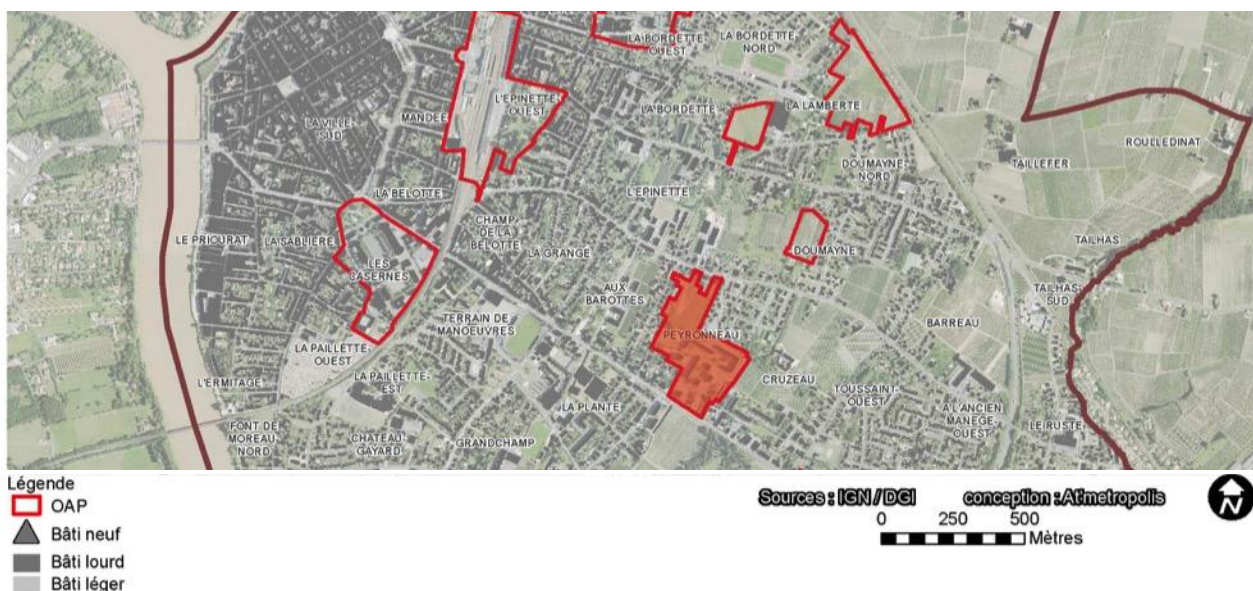 LA BORDETTE
OUEST
LA BORDETTE
NORD
L'EPINETTE-
OUEST
LA VILLE-
SUD
MANDEE
LA BORDETTE
LA LAMBERTE
ROULLEDINAT
TAILLEFER
DOUMAYNE-
NORD
LA BELOTTE
L'EPINETTE
LE PRIOURAT
LA SABLIERE
CHAMP
DE LA
BELOTTE
LA GRANGE
DOUMAYNE
TAILHAS
LES
CASERNES
AUX
BAROTTES
TAILHAS-
SUD
TERRAIN DE
MANOEUVRES
BARREAU
PEYRONNEAU
LA PAILLETTE-
OUEST
L'ERMITAGE
LA PAILLETTE-
EST
CRUZEAU
TOUSSAINT-
OUEST
LA PLANTE
A L'ANCIEN
MANEGE-
OUEST
FONT DE
MOREAU-
NORD
CHATEAU-
GAYARD
GRANDCHAMP
LE RUSTE
Légende
OAP
Bâti neuf
Bâti lourd
Bâti léger
Sources : IGN / DGI conception : At'metropolis
N
0 250 500
Mètres